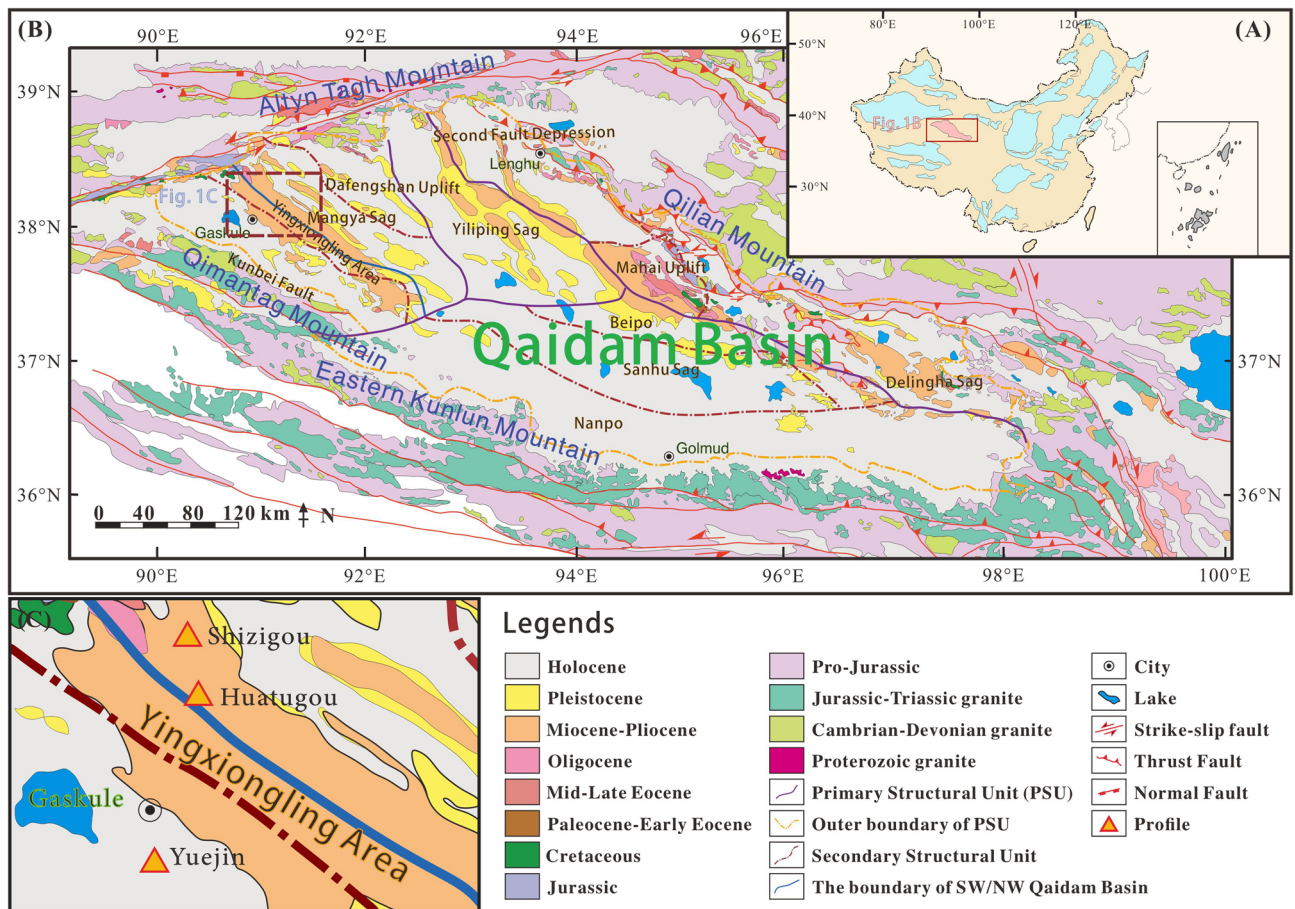 (B)
90°E
92°E
94°E
96°E
39°N
38°N
37°N
36°N
Altyn Tagh Mountain
Second Fault Depression
Lenghu
Fig. 1C
Dafengshan Uplift
Mangya Sag
Yingxiongling Area
Gaskule
Yiliping Sag
Qilian Mountain
Kunbei Fault
Qimantag Mountain
Mahai Uplift
Beipo
Qaidam Basin
Sanhu Sag
Delingha Sag
Eastern Kunlun Mountain
Nanpo
Golmud
37°N
36°N
0 40 80 120 km N
90°E
92°E
94°E
96°E
98°E
100°E
(A)
80°E
100°E
120°E
50°N
40°N
30°N
Fig. 1B
(C)
Shizigou
Huatugou
Yingxiongling Area
Gaskule
Yuejin
Legends
Holocene
Pleistocene
Miocene-Pliocene
Oligocene
Mid-Late Eocene
Paleocene-Early Eocene
Cretaceous
Jurassic
Pro-Jurassic
Jurassic-Triassic granite
Cambrian-Devonian granite
Proterozoic granite
Primary Structural Unit (PSU)
Outer boundary of PSU
Secondary Structural Unit
The boundary of SW/NW Qaidam Basin
City
Lake
Strike-slip fault
Thrust Fault
Normal Fault
Profile